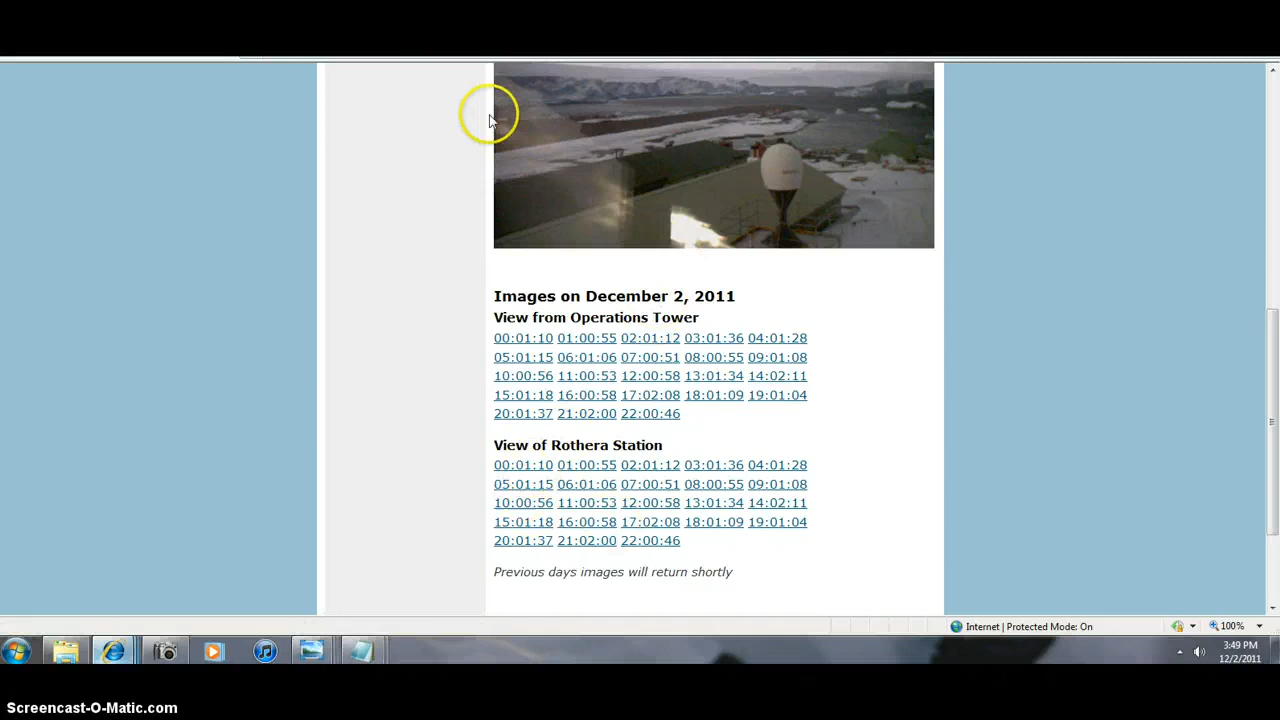 Images on December 2, 2011
View from Operations Tower
00:01:10 01:00:55 02:01:12 03:01:36 04:01:28
05:01:15 06:01:06 07:00:51 08:00:55 09:01:08
10:00:56 11:00:53 12:00:58 13:01:34 14:02:11
15:01:18 16:00:58 17:02:08 18:01:09 19:01:04
20:01:37 21:02:00 22:00:46
View of Rothera Station
00:01:10 01:00:55 02:01:12 03:01:36 04:01:28
05:01:15 06:01:06 07:00:51 08:00:55 09:01:08
10:00:56 11:00:53 12:00:58 13:01:34 14:02:11
15:01:18 16:00:58 17:02:08 18:01:09 19:01:04
20:01:37 21:02:00 22:00:46
Previous days images will return shortly
Internet | Protected Mode: On
100%
3:49 PM
12/2/2011
Screencast-O-Matic.com